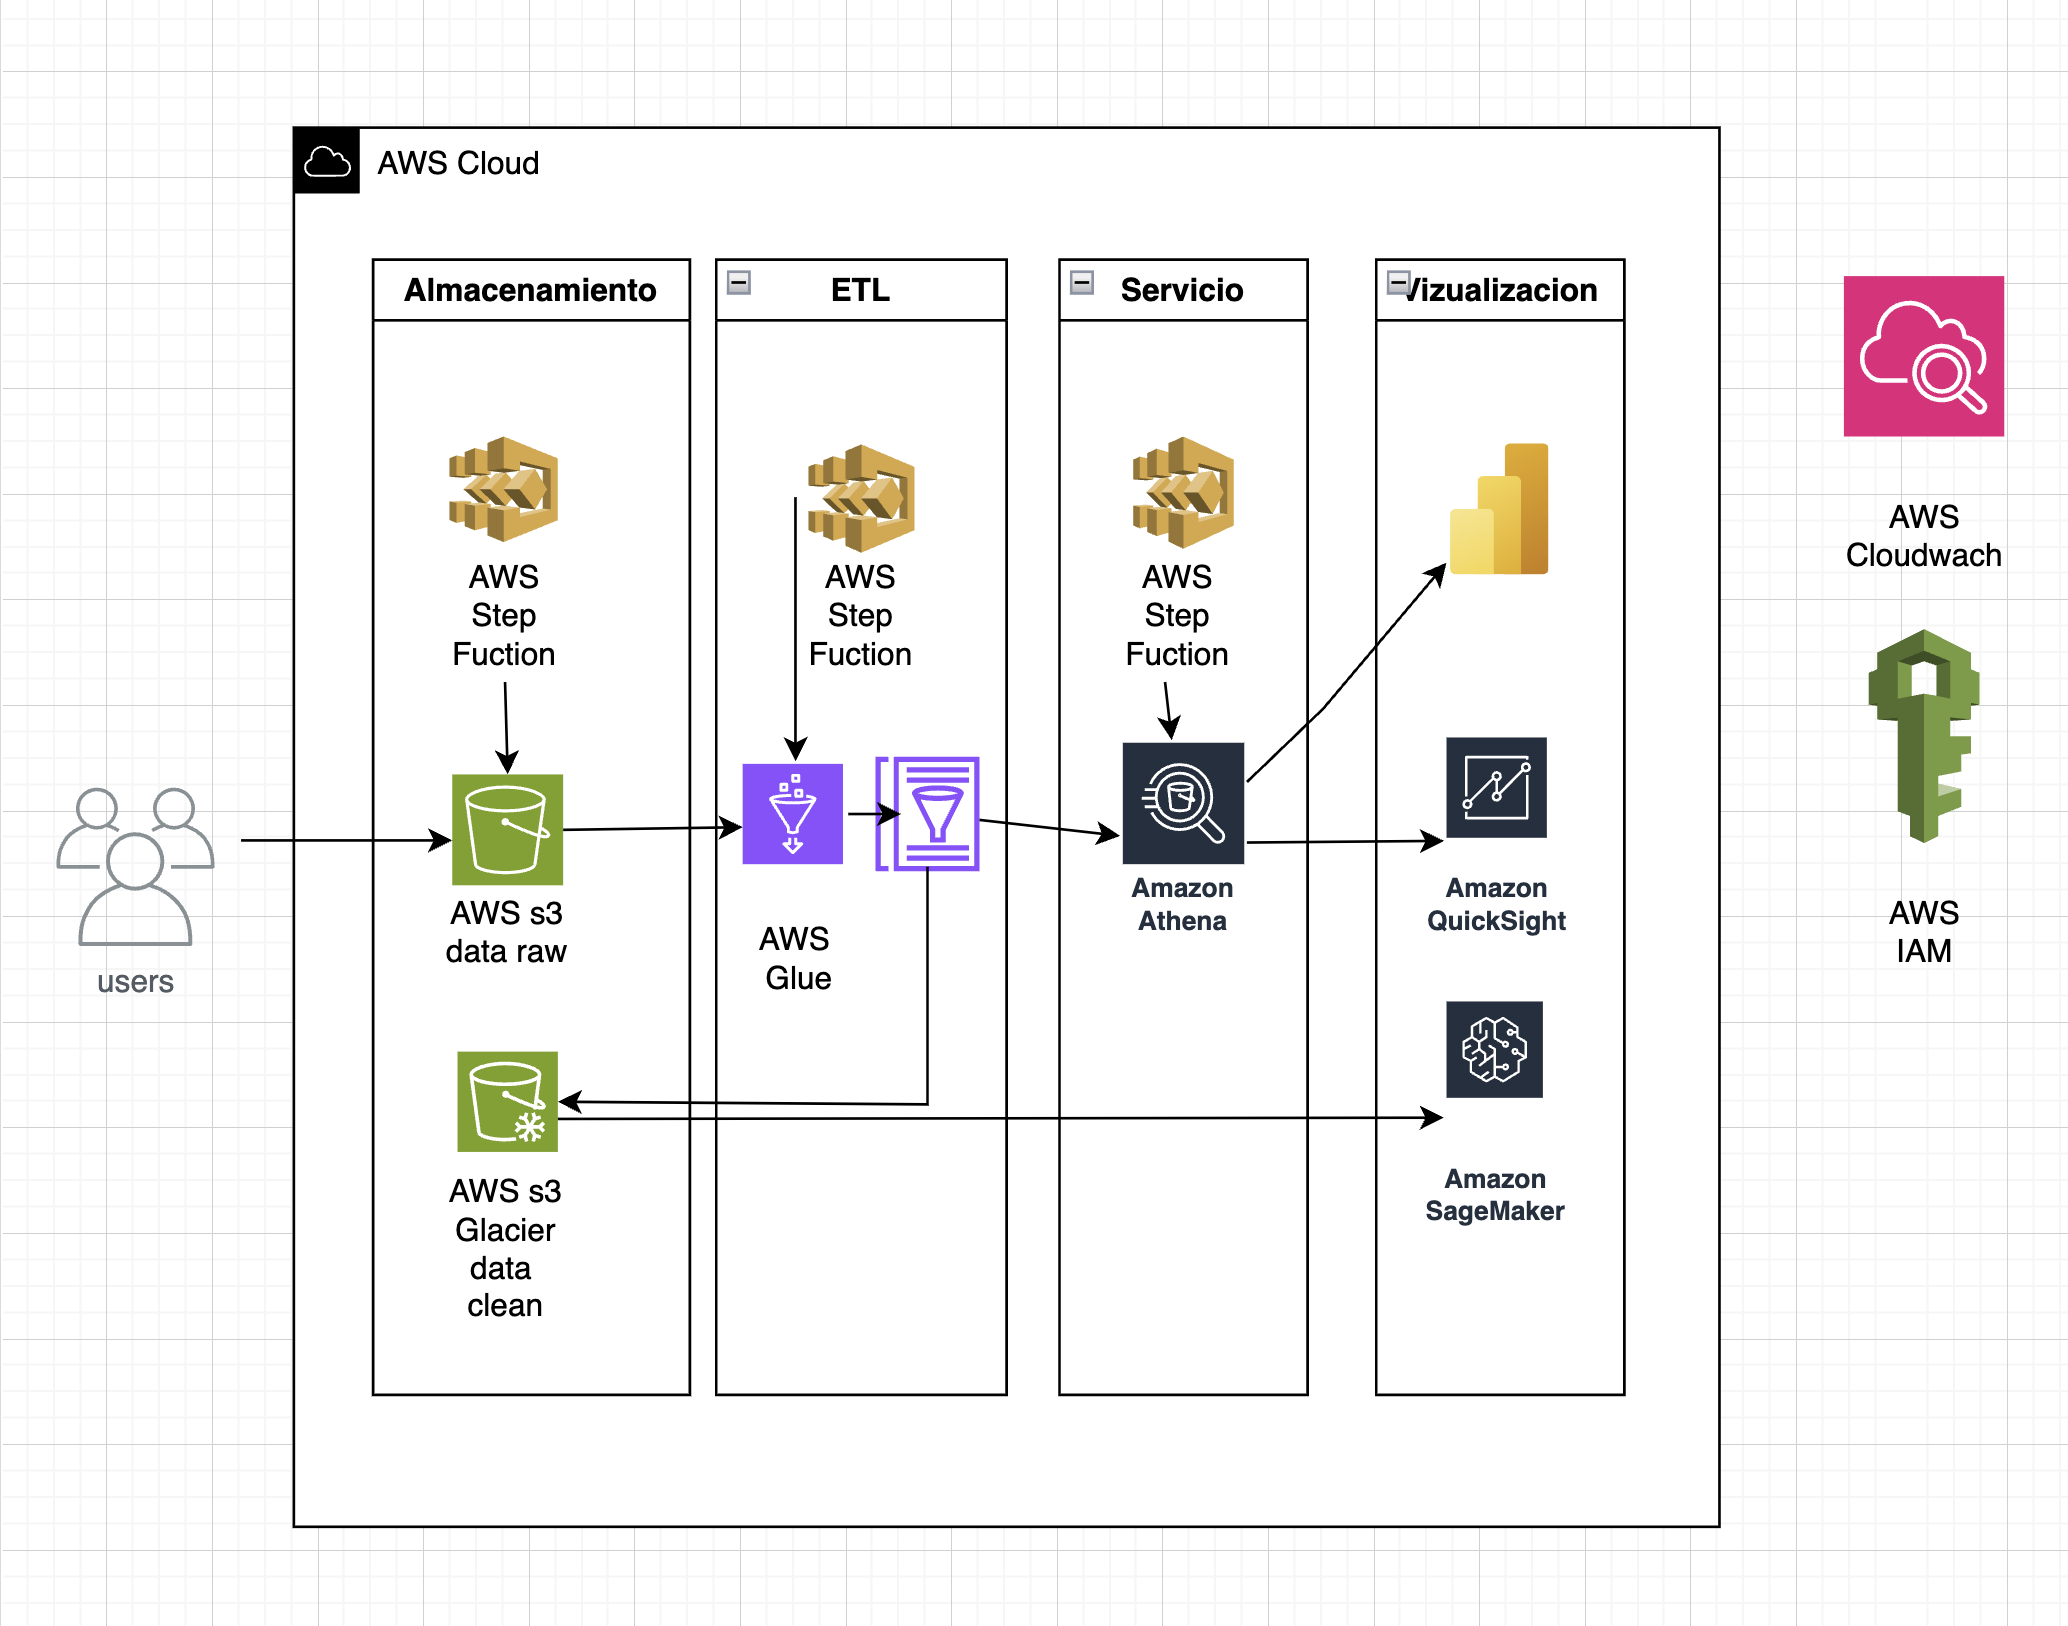 AWS Cloud
Almacenamiento
ETL
Servicio
Vizualizacion
AWS
Step
Fuction
AWS
Step
Fuction
AWS
Step
Fuction
AWS
Cloudwach
users
AWS s3
data raw
AWS
Glue
Amazon
Athena
Amazon
QuickSight
AWS
IAM
AWS s3
Glacier
data
clean
Amazon
SageMaker